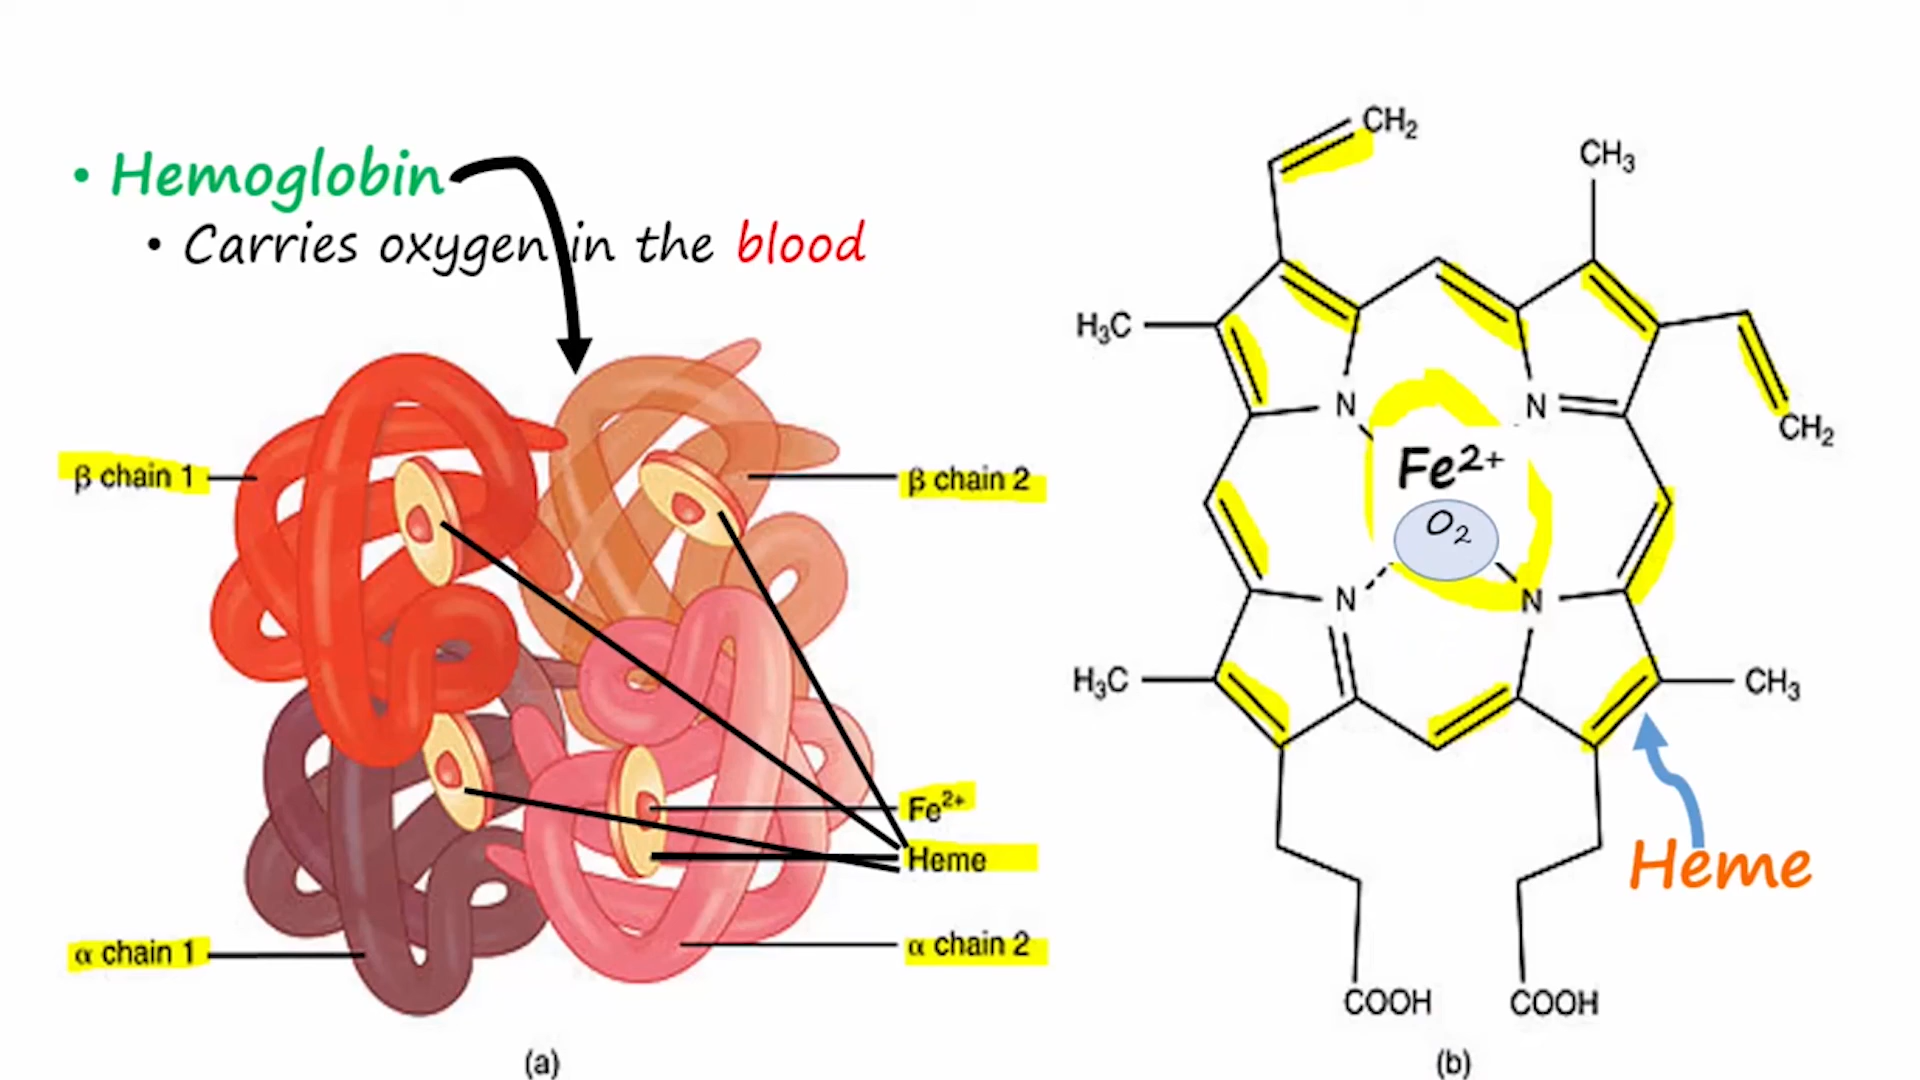 • Hemoglobin
• Carries oxygen in the blood
β chain 1
β chain 2
Fe²⁺
Heme
α chain 1
α chain 2
(a)
CH₂
CH₃
H₃C
N
N
CH₂
Fe²⁺
O₂
N
N
H₃C
CH₃
Heme
COOH
COOH
(b)